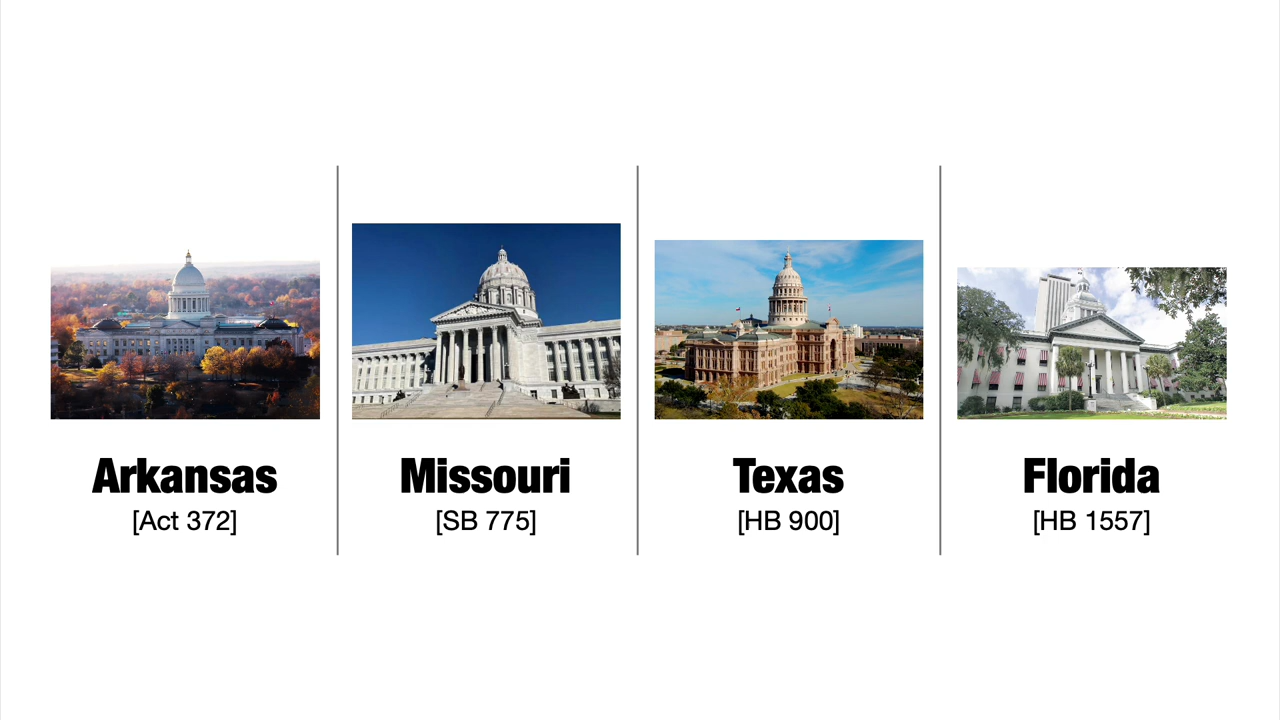 Arkansas
[Act 372]
Missouri
[SB 775]
Texas
[HB 900]
Florida
[HB 1557]